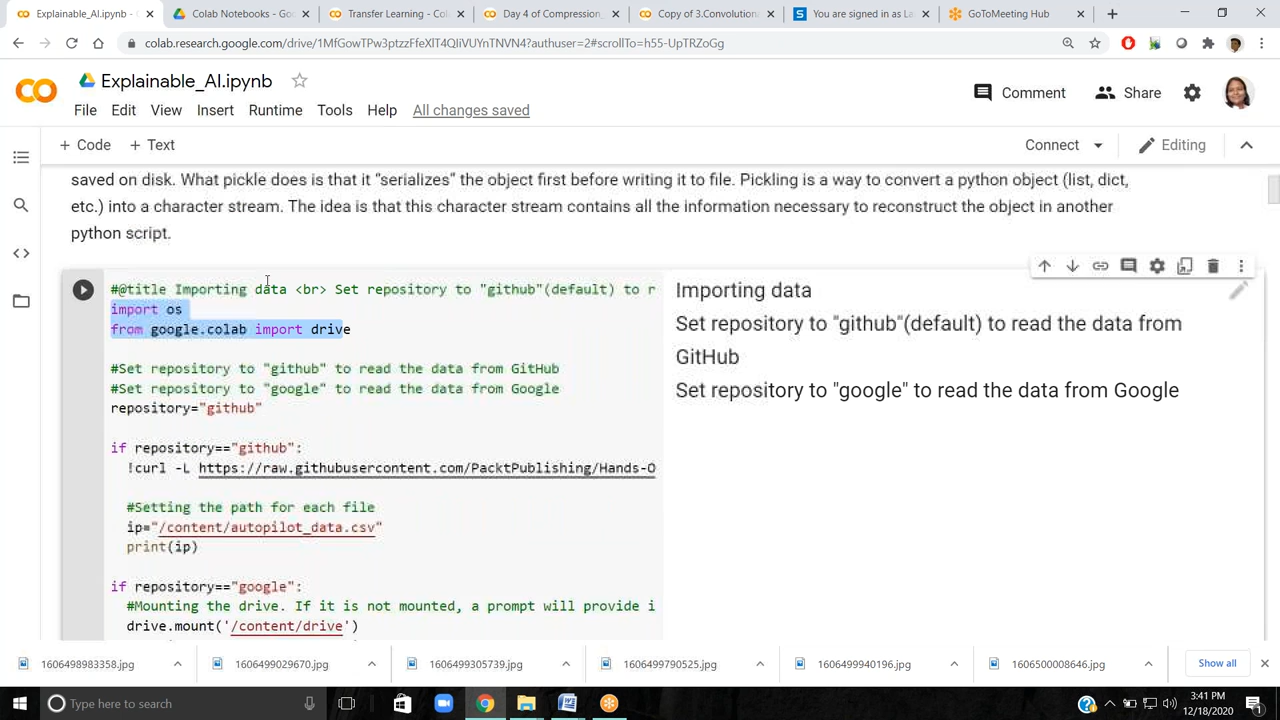 Explainable_AI.ipynb - Colab
Colab Notebooks - Go
Transfer Learning - Co
Day 4 of Compression_
Copy of 3.Convolution
You are signed in as La
GoToMeeting Hub
colab.research.google.com/drive/1MfGowTPw3ptzzFfeXlT4QIiVUYnTNVN4?authuser=2#scrollTo=h55-UpTRZoGg
Explainable_AI.ipynb
Comment
Share
File Edit View Insert Runtime Tools Help All changes saved
+ Code + Text
Connect
Editing
saved on disk. What pickle does is that it “serializes” the object first before writing it to file. Pickling is a way to convert a python object (list, dict,
etc.) into a character stream. The idea is that this character stream contains all the information necessary to reconstruct the object in another
python script.
#@title Importing data <br> Set repository to "github"(default) to r
import os
from google.colab import drive
#Set repository to "github" to read the data from GitHub
#Set repository to "google" to read the data from Google
repository="github"
if repository=="github":
!curl -L https://raw.githubusercontent.com/PacktPublishing/Hands-O
#Setting the path for each file
ip="/content/autopilot_data.csv"
print(ip)
if repository=="google":
#Mounting the drive. If it is not mounted, a prompt will provide i
drive.mount('/content/drive')
Importing data
Set repository to "github"(default) to read the data from
GitHub
Set repository to "google" to read the data from Google
1606498983358.jpg
1606499029670.jpg
1606499305739.jpg
1606499790525.jpg
1606499940196.jpg
1606500008646.jpg
Show all
Type here to search
3:41 PM
12/18/2020